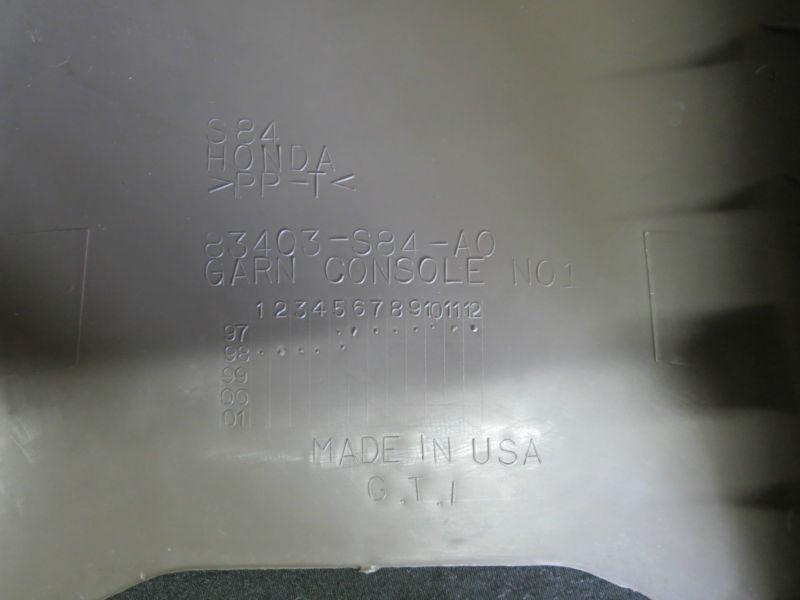 S84
HONDA
>PP-T<
83403-S84-A0
GARN CONSOLE NO1
1 2 3 4 5 6 7 8 9 10 11 12
97
98
99
00
01
MADE IN USA
G.T.I